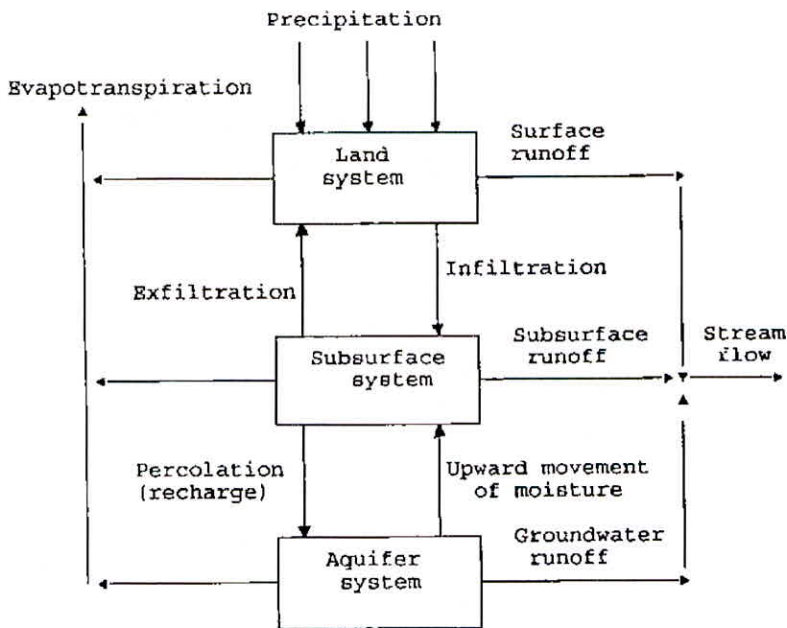 Precipitation
Evapotranspiration
Land
system
Surface
runoff
Exfiltration
Infiltration
Subsurface
system
Subsurface
runoff
Stream
flow
Percolation
(recharge)
Upward movement
of moisture
Aquifer
system
Groundwater
runoff